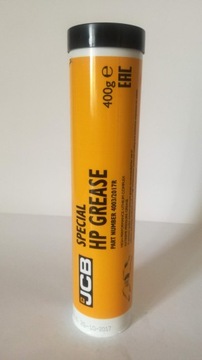 400g e
EAC
SPECIAL
HP GREASE
PART NUMBER 4003/2017R
JCB